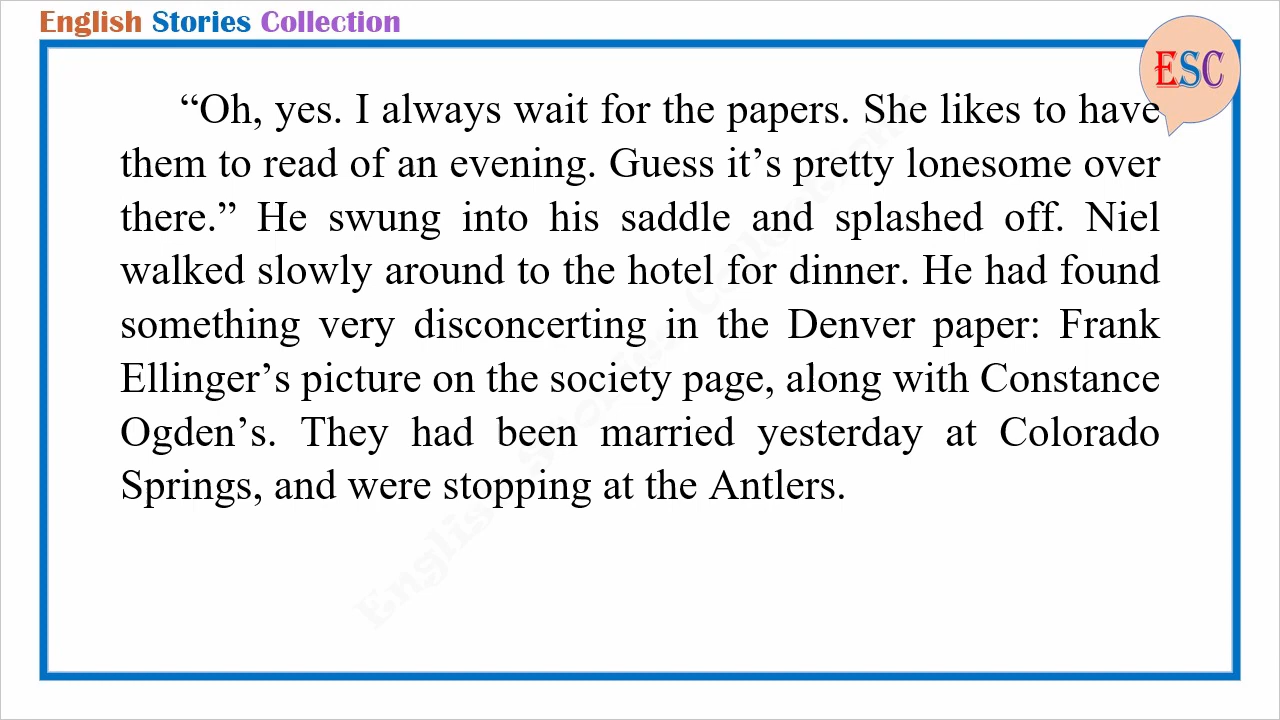 English Stories Collection
ESC
“Oh, yes. I always wait for the papers. She likes to have
them to read of an evening. Guess it’s pretty lonesome over
there.” He swung into his saddle and splashed off. Niel
walked slowly around to the hotel for dinner. He had found
something very disconcerting in the Denver paper: Frank
Ellinger’s picture on the society page, along with Constance
Ogden’s. They had been married yesterday at Colorado
Springs, and were stopping at the Antlers.
English Stories Collection